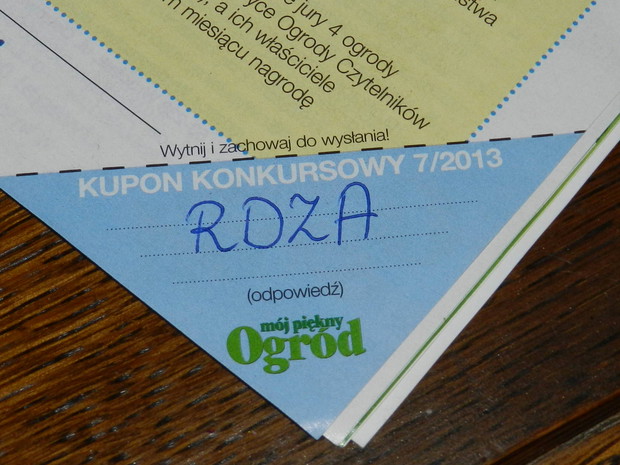 jury 4 ogrody
Ogrody Czytelników
, a ich właściciele
miesiącu nagrodę
Wytnij i zachowaj do wysłania!
KUPON KONKURSOWY 7/2013
RDZA
(odpowiedź)
mój piękny
Ogród